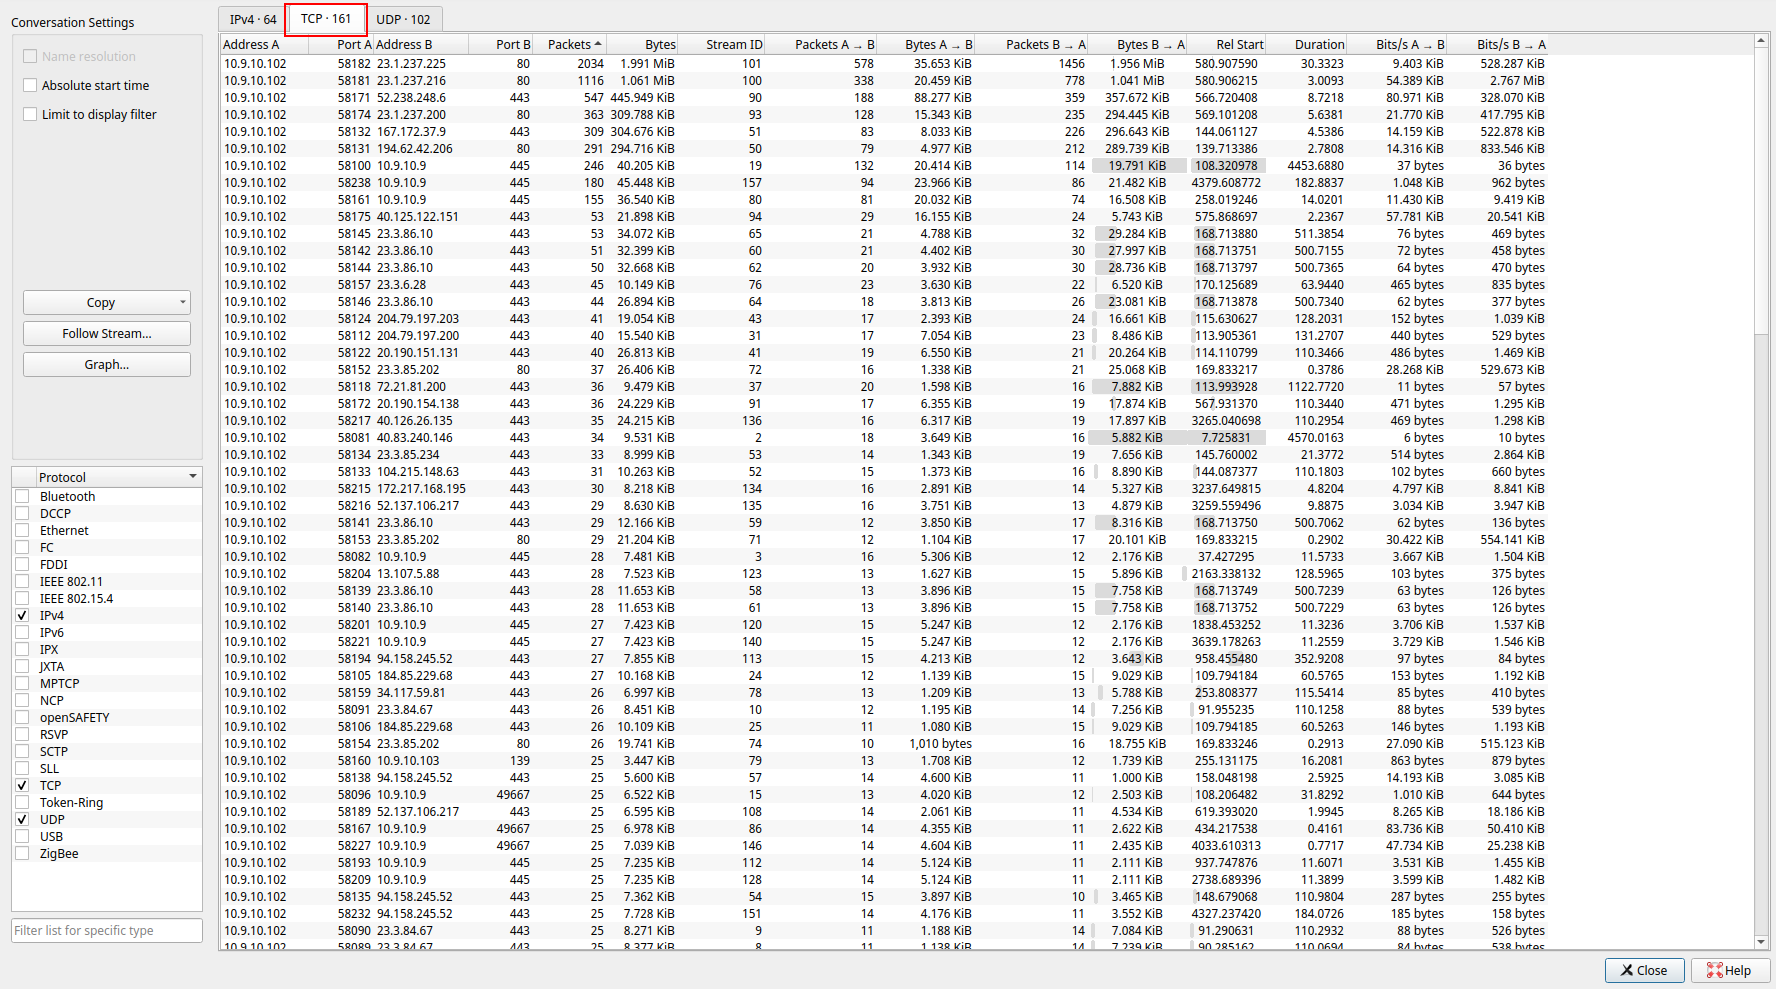 Conversation Settings
Name resolution
Absolute start time
Limit to display filter
Copy
Follow Stream...
Graph...
Protocol
Bluetooth
DCCP
Ethernet
FC
FDDI
IEEE 802.11
IEEE 802.15.4
IPv4
IPv6
IPX
JXTA
MPTCP
NCP
openSAFETY
RSVP
SCTP
SLL
TCP
Token-Ring
UDP
USB
ZigBee
Filter list for specific type
IPv4 · 64 TCP · 161 UDP · 102
Address A Port A Address B Port B Packets Bytes Stream ID Packets A → B Bytes A → B Packets B → A Bytes B → A Rel Start Duration Bits/s A → B Bits/s B → A
10.9.10.102 58182 23.1.237.225 80 2034 1.991 MiB 101 578 35.653 KiB 1456 1.956 MiB 580.907590 30.3323 9.403 KiB 528.287 KiB
10.9.10.102 58181 23.1.237.216 80 1116 1.061 MiB 100 338 20.459 KiB 778 1.041 MiB 580.906215 3.0093 54.389 KiB 2.767 MiB
10.9.10.102 58171 52.238.248.6 443 547 445.949 KiB 90 188 88.277 KiB 359 357.672 KiB 566.720408 8.7218 80.971 KiB 328.070 KiB
10.9.10.102 58174 23.1.237.200 80 363 309.788 KiB 93 128 15.343 KiB 235 294.445 KiB 569.101208 5.6381 21.770 KiB 417.795 KiB
10.9.10.102 58132 167.172.37.9 443 309 304.676 KiB 51 83 8.033 KiB 226 296.643 KiB 144.061127 4.5386 14.159 KiB 522.878 KiB
10.9.10.102 58131 194.62.42.206 80 291 294.716 KiB 50 79 4.977 KiB 212 289.739 KiB 139.713386 2.7808 14.316 KiB 833.546 KiB
10.9.10.102 58100 10.9.10.9 445 246 40.205 KiB 19 132 20.414 KiB 114 19.791 KiB 108.320978 4453.6880 37 bytes 36 bytes
10.9.10.102 58238 10.9.10.9 445 180 45.448 KiB 157 94 23.966 KiB 86 21.482 KiB 4379.608772 182.8837 1.048 KiB 962 bytes
10.9.10.102 58161 10.9.10.9 445 155 36.540 KiB 80 81 20.032 KiB 74 16.508 KiB 258.019246 14.0201 11.430 KiB 9.419 KiB
10.9.10.102 58175 40.125.122.151 443 53 21.898 KiB 94 29 16.155 KiB 24 5.743 KiB 575.868697 2.2367 57.781 KiB 20.541 KiB
10.9.10.102 58145 23.3.86.10 443 53 34.072 KiB 65 21 4.788 KiB 32 29.284 KiB 168.713880 511.3854 76 bytes 469 bytes
10.9.10.102 58142 23.3.86.10 443 51 32.399 KiB 60 21 4.402 KiB 30 27.997 KiB 168.713751 500.7155 72 bytes 458 bytes
10.9.10.102 58144 23.3.86.10 443 50 32.668 KiB 62 20 3.932 KiB 30 28.736 KiB 168.713797 500.7365 64 bytes 470 bytes
10.9.10.102 58157 23.3.6.28 443 45 10.149 KiB 76 23 3.630 KiB 22 6.520 KiB 170.125689 63.9440 465 bytes 835 bytes
10.9.10.102 58146 23.3.86.10 443 44 26.894 KiB 64 18 3.813 KiB 26 23.081 KiB 168.713878 500.7340 62 bytes 377 bytes
10.9.10.102 58124 204.79.197.203 443 41 19.054 KiB 43 17 2.393 KiB 24 16.661 KiB 115.630627 128.2031 152 bytes 1.039 KiB
10.9.10.102 58112 204.79.197.200 443 40 15.540 KiB 31 17 7.054 KiB 23 8.486 KiB 113.905361 131.2707 440 bytes 529 bytes
10.9.10.102 58122 20.190.151.131 443 40 26.813 KiB 41 19 6.550 KiB 21 20.264 KiB 114.110799 110.3466 486 bytes 1.469 KiB
10.9.10.102 58152 23.3.85.202 80 37 26.406 KiB 72 16 1.338 KiB 21 25.068 KiB 169.833217 0.3786 28.268 KiB 529.673 KiB
10.9.10.102 58118 72.21.81.200 443 36 9.479 KiB 37 20 1.598 KiB 16 7.882 KiB 113.993928 1122.7720 11 bytes 57 bytes
10.9.10.102 58172 20.190.154.138 443 36 24.229 KiB 91 17 6.355 KiB 19 17.874 KiB 567.931370 110.3440 471 bytes 1.295 KiB
10.9.10.102 58217 40.126.26.135 443 35 24.215 KiB 136 16 6.317 KiB 19 17.897 KiB 3265.040698 110.2954 469 bytes 1.298 KiB
10.9.10.102 58081 40.83.240.146 443 34 9.531 KiB 2 18 3.649 KiB 16 5.882 KiB 7.725831 4570.0163 6 bytes 10 bytes
10.9.10.102 58134 23.3.85.234 443 33 8.999 KiB 53 14 1.343 KiB 19 7.656 KiB 145.760002 21.3772 514 bytes 2.864 KiB
10.9.10.102 58133 104.215.148.63 443 31 10.263 KiB 52 15 1.373 KiB 16 8.890 KiB 144.087377 110.1803 102 bytes 660 bytes
10.9.10.102 58215 172.217.168.195 443 30 8.218 KiB 134 16 2.891 KiB 14 5.327 KiB 3237.649815 4.8204 4.797 KiB 8.841 KiB
10.9.10.102 58216 52.137.106.217 443 29 8.630 KiB 135 16 3.751 KiB 13 4.879 KiB 3259.559496 9.8875 3.034 KiB 3.947 KiB
10.9.10.102 58141 23.3.86.10 443 29 12.166 KiB 59 12 3.850 KiB 17 8.316 KiB 168.713750 500.7062 62 bytes 136 bytes
10.9.10.102 58153 23.3.85.202 80 29 21.204 KiB 71 12 1.104 KiB 17 20.101 KiB 169.833215 0.2902 30.422 KiB 554.141 KiB
10.9.10.102 58082 10.9.10.9 445 28 7.481 KiB 3 16 5.306 KiB 12 2.176 KiB 37.427295 11.5733 3.667 KiB 1.504 KiB
10.9.10.102 58204 13.107.5.88 443 28 7.523 KiB 123 13 1.627 KiB 15 5.896 KiB 2163.338132 128.5965 103 bytes 375 bytes
10.9.10.102 58139 23.3.86.10 443 28 11.653 KiB 58 13 3.896 KiB 15 7.758 KiB 168.713749 500.7239 63 bytes 126 bytes
10.9.10.102 58140 23.3.86.10 443 28 11.653 KiB 61 13 3.896 KiB 15 7.758 KiB 168.713752 500.7229 63 bytes 126 bytes
10.9.10.102 58201 10.9.10.9 445 27 7.423 KiB 120 15 5.247 KiB 12 2.176 KiB 1838.453252 11.3236 3.706 KiB 1.537 KiB
10.9.10.102 58221 10.9.10.9 445 27 7.423 KiB 140 15 5.247 KiB 12 2.176 KiB 3639.178263 11.2559 3.729 KiB 1.546 KiB
10.9.10.102 58194 94.158.245.52 443 27 7.855 KiB 113 15 4.213 KiB 12 3.643 KiB 958.455480 352.9208 97 bytes 84 bytes
10.9.10.102 58105 184.85.229.68 443 27 10.168 KiB 24 12 1.139 KiB 15 9.029 KiB 109.794184 60.5765 153 bytes 1.192 KiB
10.9.10.102 58159 34.117.59.81 443 26 6.997 KiB 78 13 1.209 KiB 13 5.788 KiB 253.808377 115.5414 85 bytes 410 bytes
10.9.10.102 58091 23.3.84.67 443 26 8.451 KiB 10 12 1.195 KiB 14 7.256 KiB 91.955235 110.1258 88 bytes 539 bytes
10.9.10.102 58106 184.85.229.68 443 26 10.109 KiB 25 11 1.080 KiB 15 9.029 KiB 109.794185 60.5263 146 bytes 1.193 KiB
10.9.10.102 58154 23.3.85.202 80 26 19.741 KiB 74 10 1,010 bytes 16 18.755 KiB 169.833246 0.2913 27.090 KiB 515.123 KiB
10.9.10.102 58160 10.9.10.103 139 25 3.447 KiB 79 13 1.708 KiB 12 1.739 KiB 255.131175 16.2081 863 bytes 879 bytes
10.9.10.102 58138 94.158.245.52 443 25 5.600 KiB 57 14 4.600 KiB 11 1.000 KiB 158.048198 2.5925 14.193 KiB 3.085 KiB
10.9.10.102 58096 10.9.10.9 49667 25 6.522 KiB 15 13 4.020 KiB 12 2.503 KiB 108.206482 31.8292 1.010 KiB 644 bytes
10.9.10.102 58189 52.137.106.217 443 25 6.595 KiB 108 14 2.061 KiB 11 4.534 KiB 619.393020 1.9945 8.265 KiB 18.186 KiB
10.9.10.102 58167 10.9.10.9 49667 25 6.978 KiB 86 14 4.355 KiB 11 2.622 KiB 434.217538 0.4161 83.736 KiB 50.410 KiB
10.9.10.102 58227 10.9.10.9 49667 25 7.039 KiB 146 14 4.604 KiB 11 2.435 KiB 4033.610313 0.7717 47.734 KiB 25.238 KiB
10.9.10.102 58193 10.9.10.9 445 25 7.235 KiB 112 14 5.124 KiB 11 2.111 KiB 937.747876 11.6071 3.531 KiB 1.455 KiB
10.9.10.102 58209 10.9.10.9 445 25 7.235 KiB 128 14 5.124 KiB 11 2.111 KiB 2738.689396 11.3899 3.599 KiB 1.482 KiB
10.9.10.102 58135 94.158.245.52 443 25 7.362 KiB 54 15 3.897 KiB 10 3.465 KiB 148.679068 110.9804 287 bytes 255 bytes
10.9.10.102 58232 94.158.245.52 443 25 7.728 KiB 151 14 4.176 KiB 11 3.552 KiB 4327.237420 184.0726 185 bytes 158 bytes
10.9.10.102 58090 23.3.84.67 443 25 8.271 KiB 9 11 1.188 KiB 14 7.084 KiB 91.290631 110.2932 88 bytes 526 bytes
10.9.10.102 58089 23.3.84.67 443 25 8.377 KiB 8 11 1.138 KiB 14 7.239 KiB 90.285162 110.0694 84 bytes 538 bytes
Close
Help